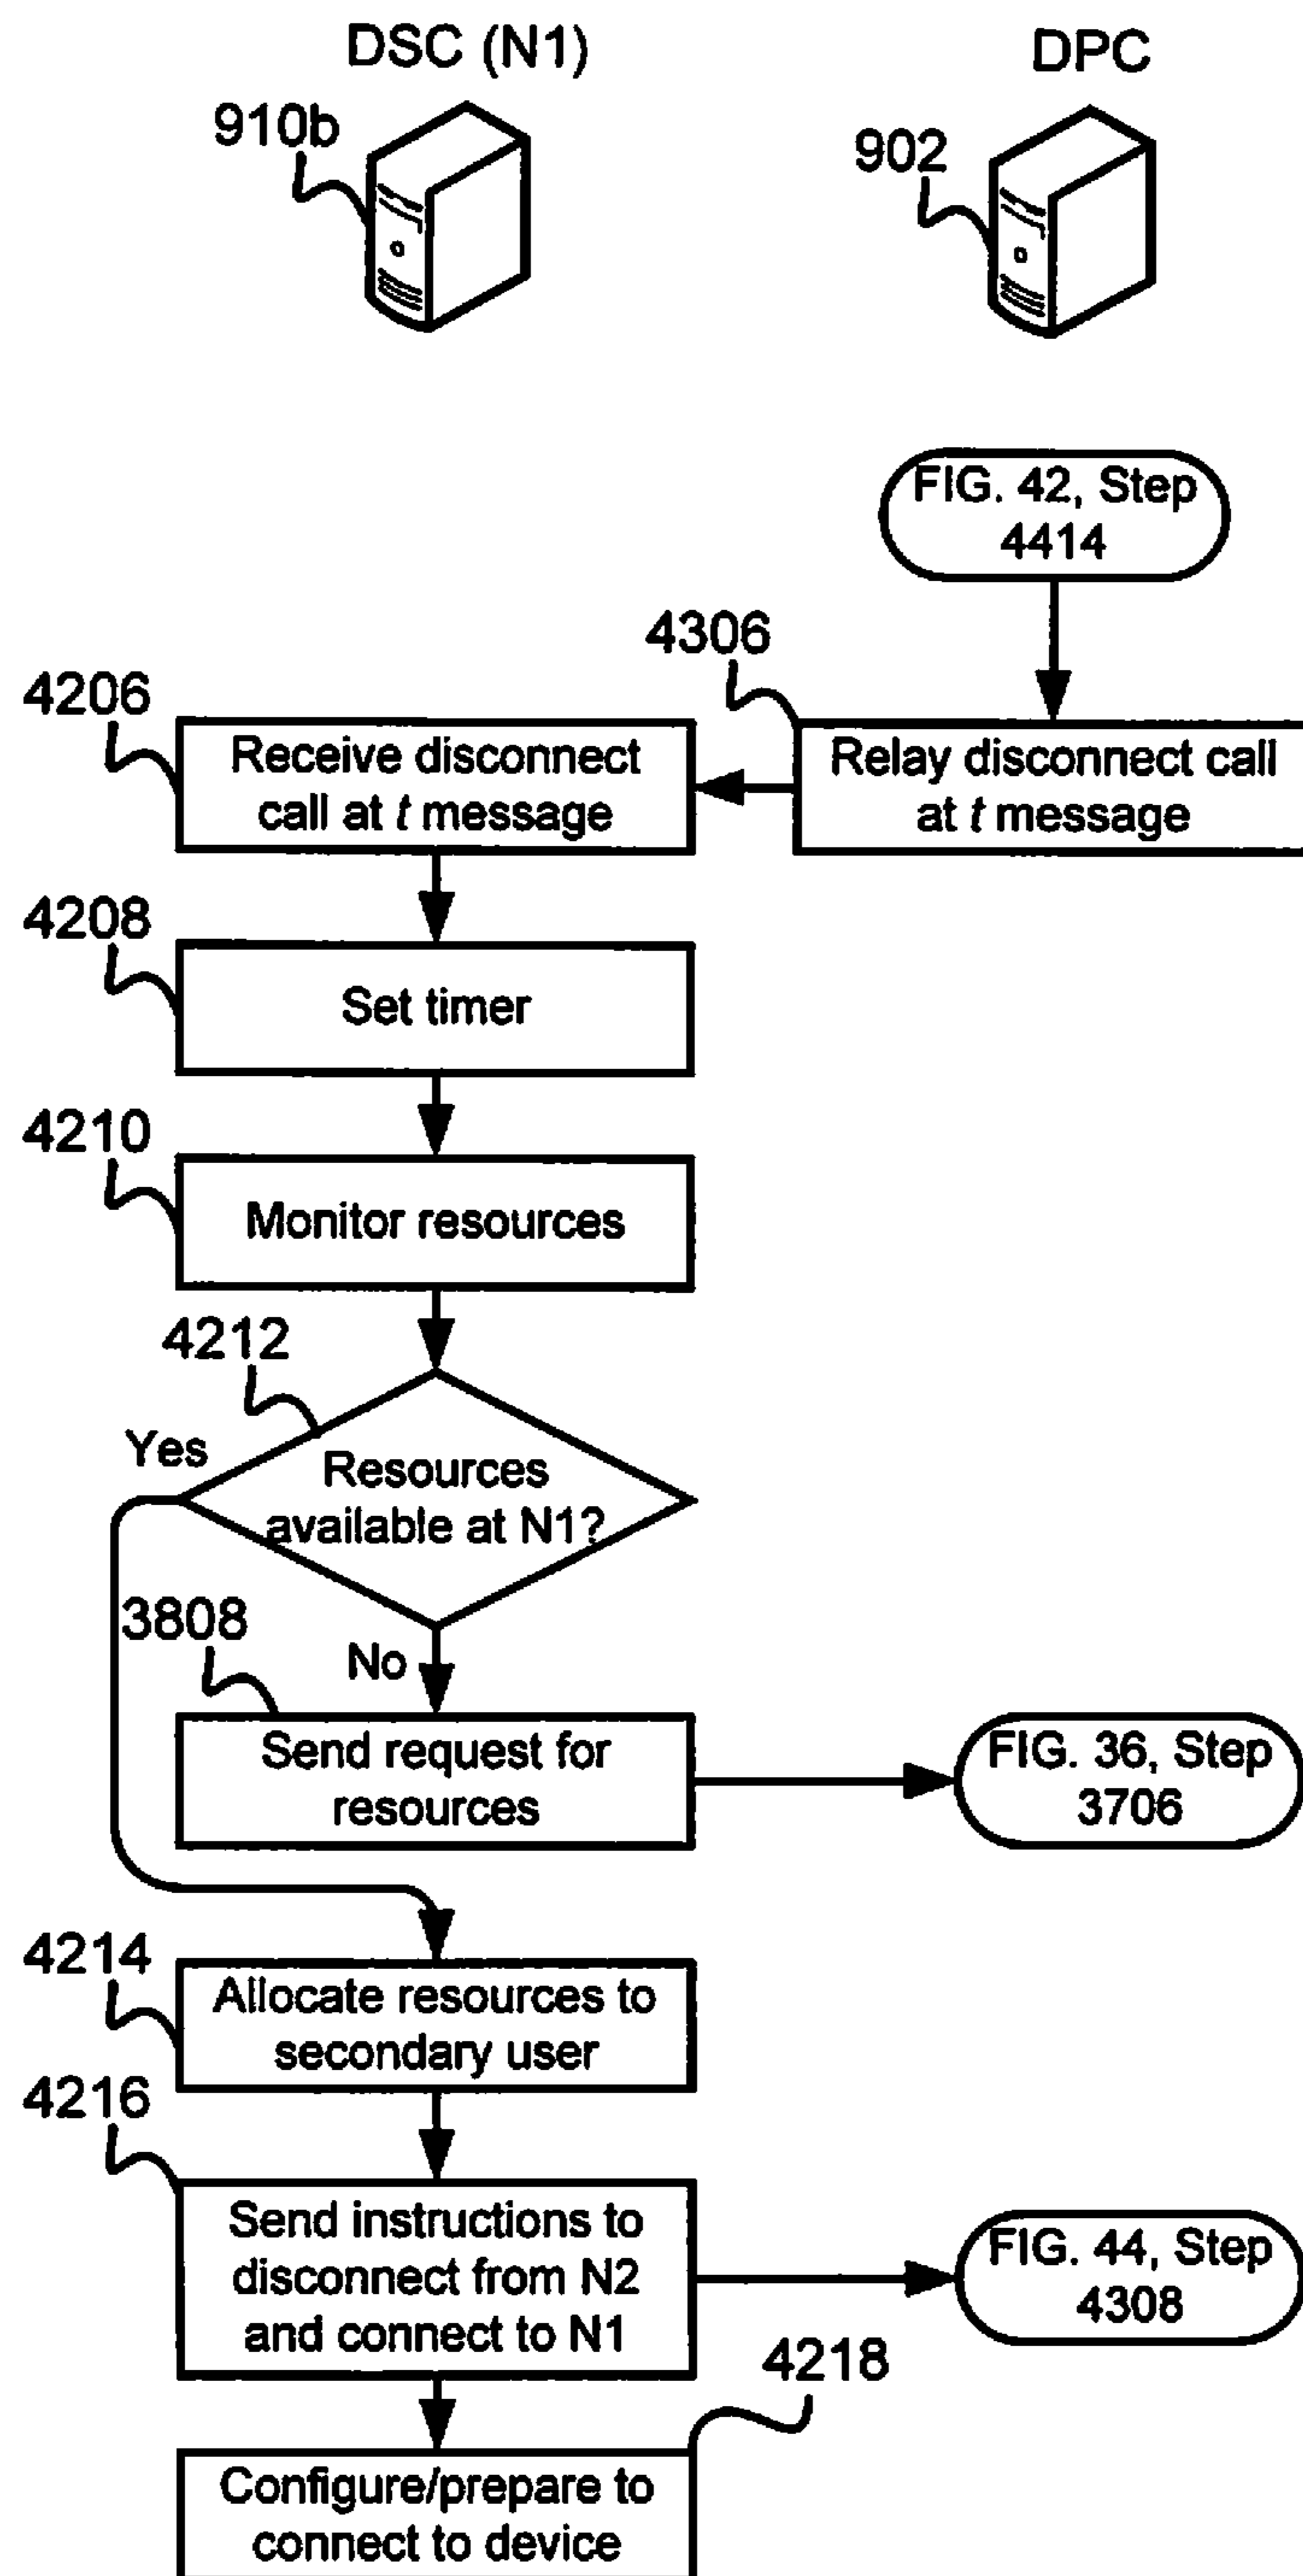 DSC (N1)
DPC
910b
902
FIG. 42, Step
4414
4306
4206
Relay disconnect call
at t message
Receive disconnect
call at t message
4208
Set timer
4210
Monitor resources
4212
Yes
Resources
available at N1?
3808
No
Send request for
resources
FIG. 36, Step
3706
4214
Allocate resources to
secondary user
4216
Send instructions to
disconnect from N2
and connect to N1
FIG. 44, Step
4308
4218
Configure/prepare to
connect to device